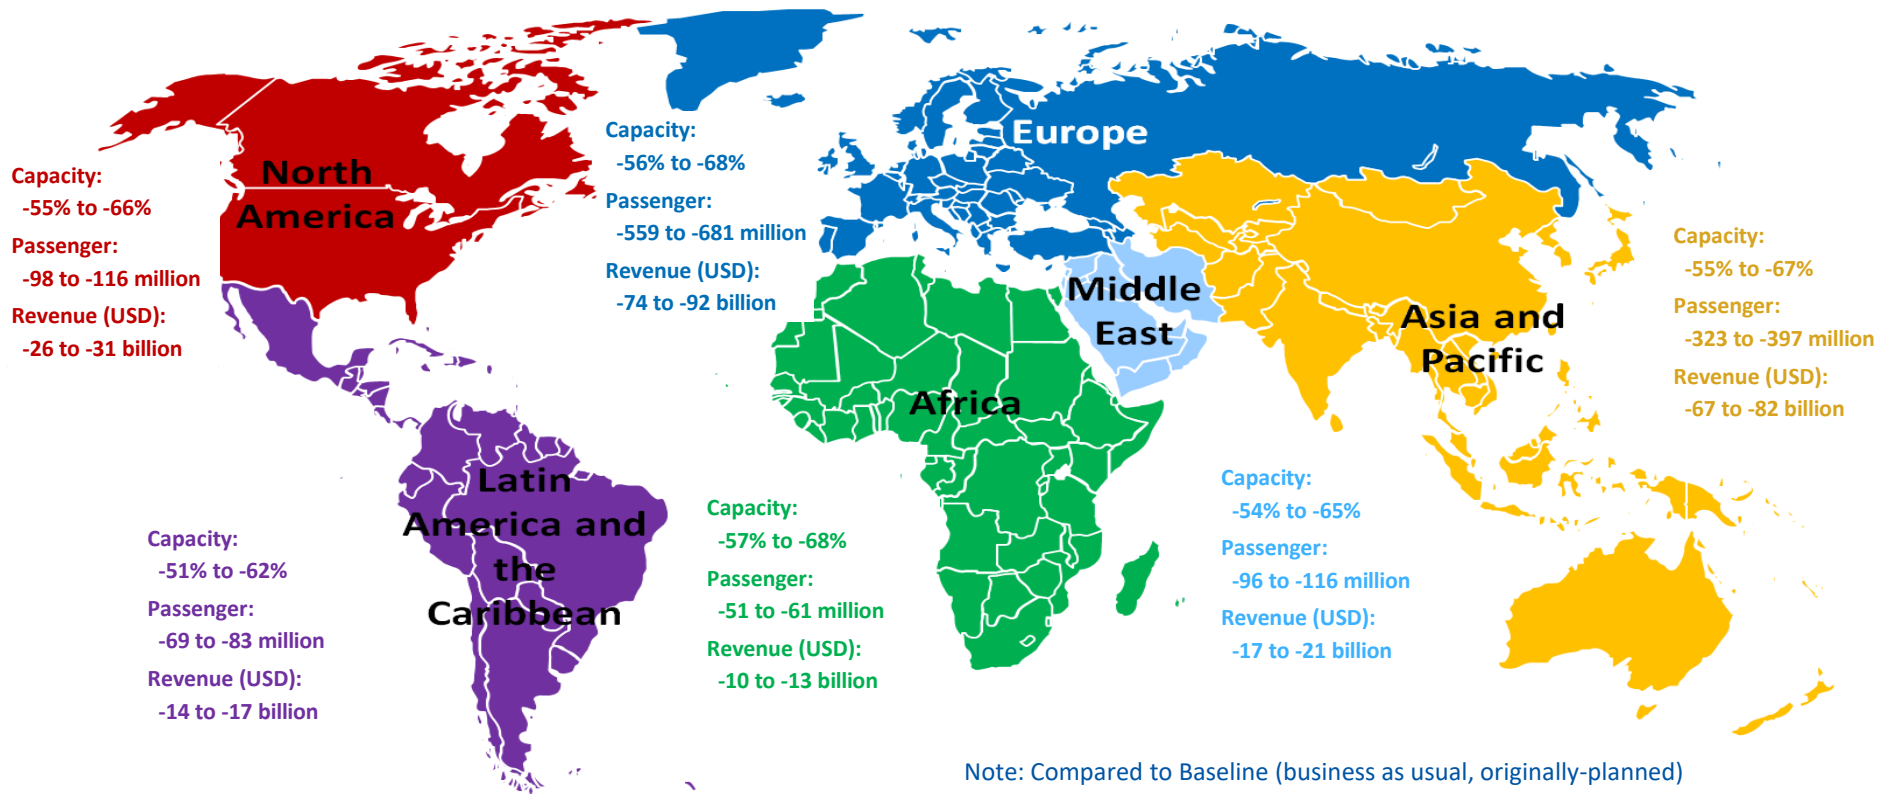 North
America
Capacity:
-55% to -66%
Passenger:
-98 to -116 million
Revenue (USD):
-26 to -31 billion
Capacity:
-56% to -68%
Passenger:
-559 to -681 million
Revenue (USD):
-74 to -92 billion
Europe
Middle
East
Asia and
Pacific
Capacity:
-55% to -67%
Passenger:
-323 to -397 million
Revenue (USD):
-67 to -82 billion
Africa
Latin
America and
the
Caribbean
Capacity:
-51% to -62%
Passenger:
-69 to -83 million
Revenue (USD):
-14 to -17 billion
Capacity:
-57% to -68%
Passenger:
-51 to -61 million
Revenue (USD):
-10 to -13 billion
Capacity:
-54% to -65%
Passenger:
-96 to -116 million
Revenue (USD):
-17 to -21 billion
Note: Compared to Baseline (business as usual, originally-planned)